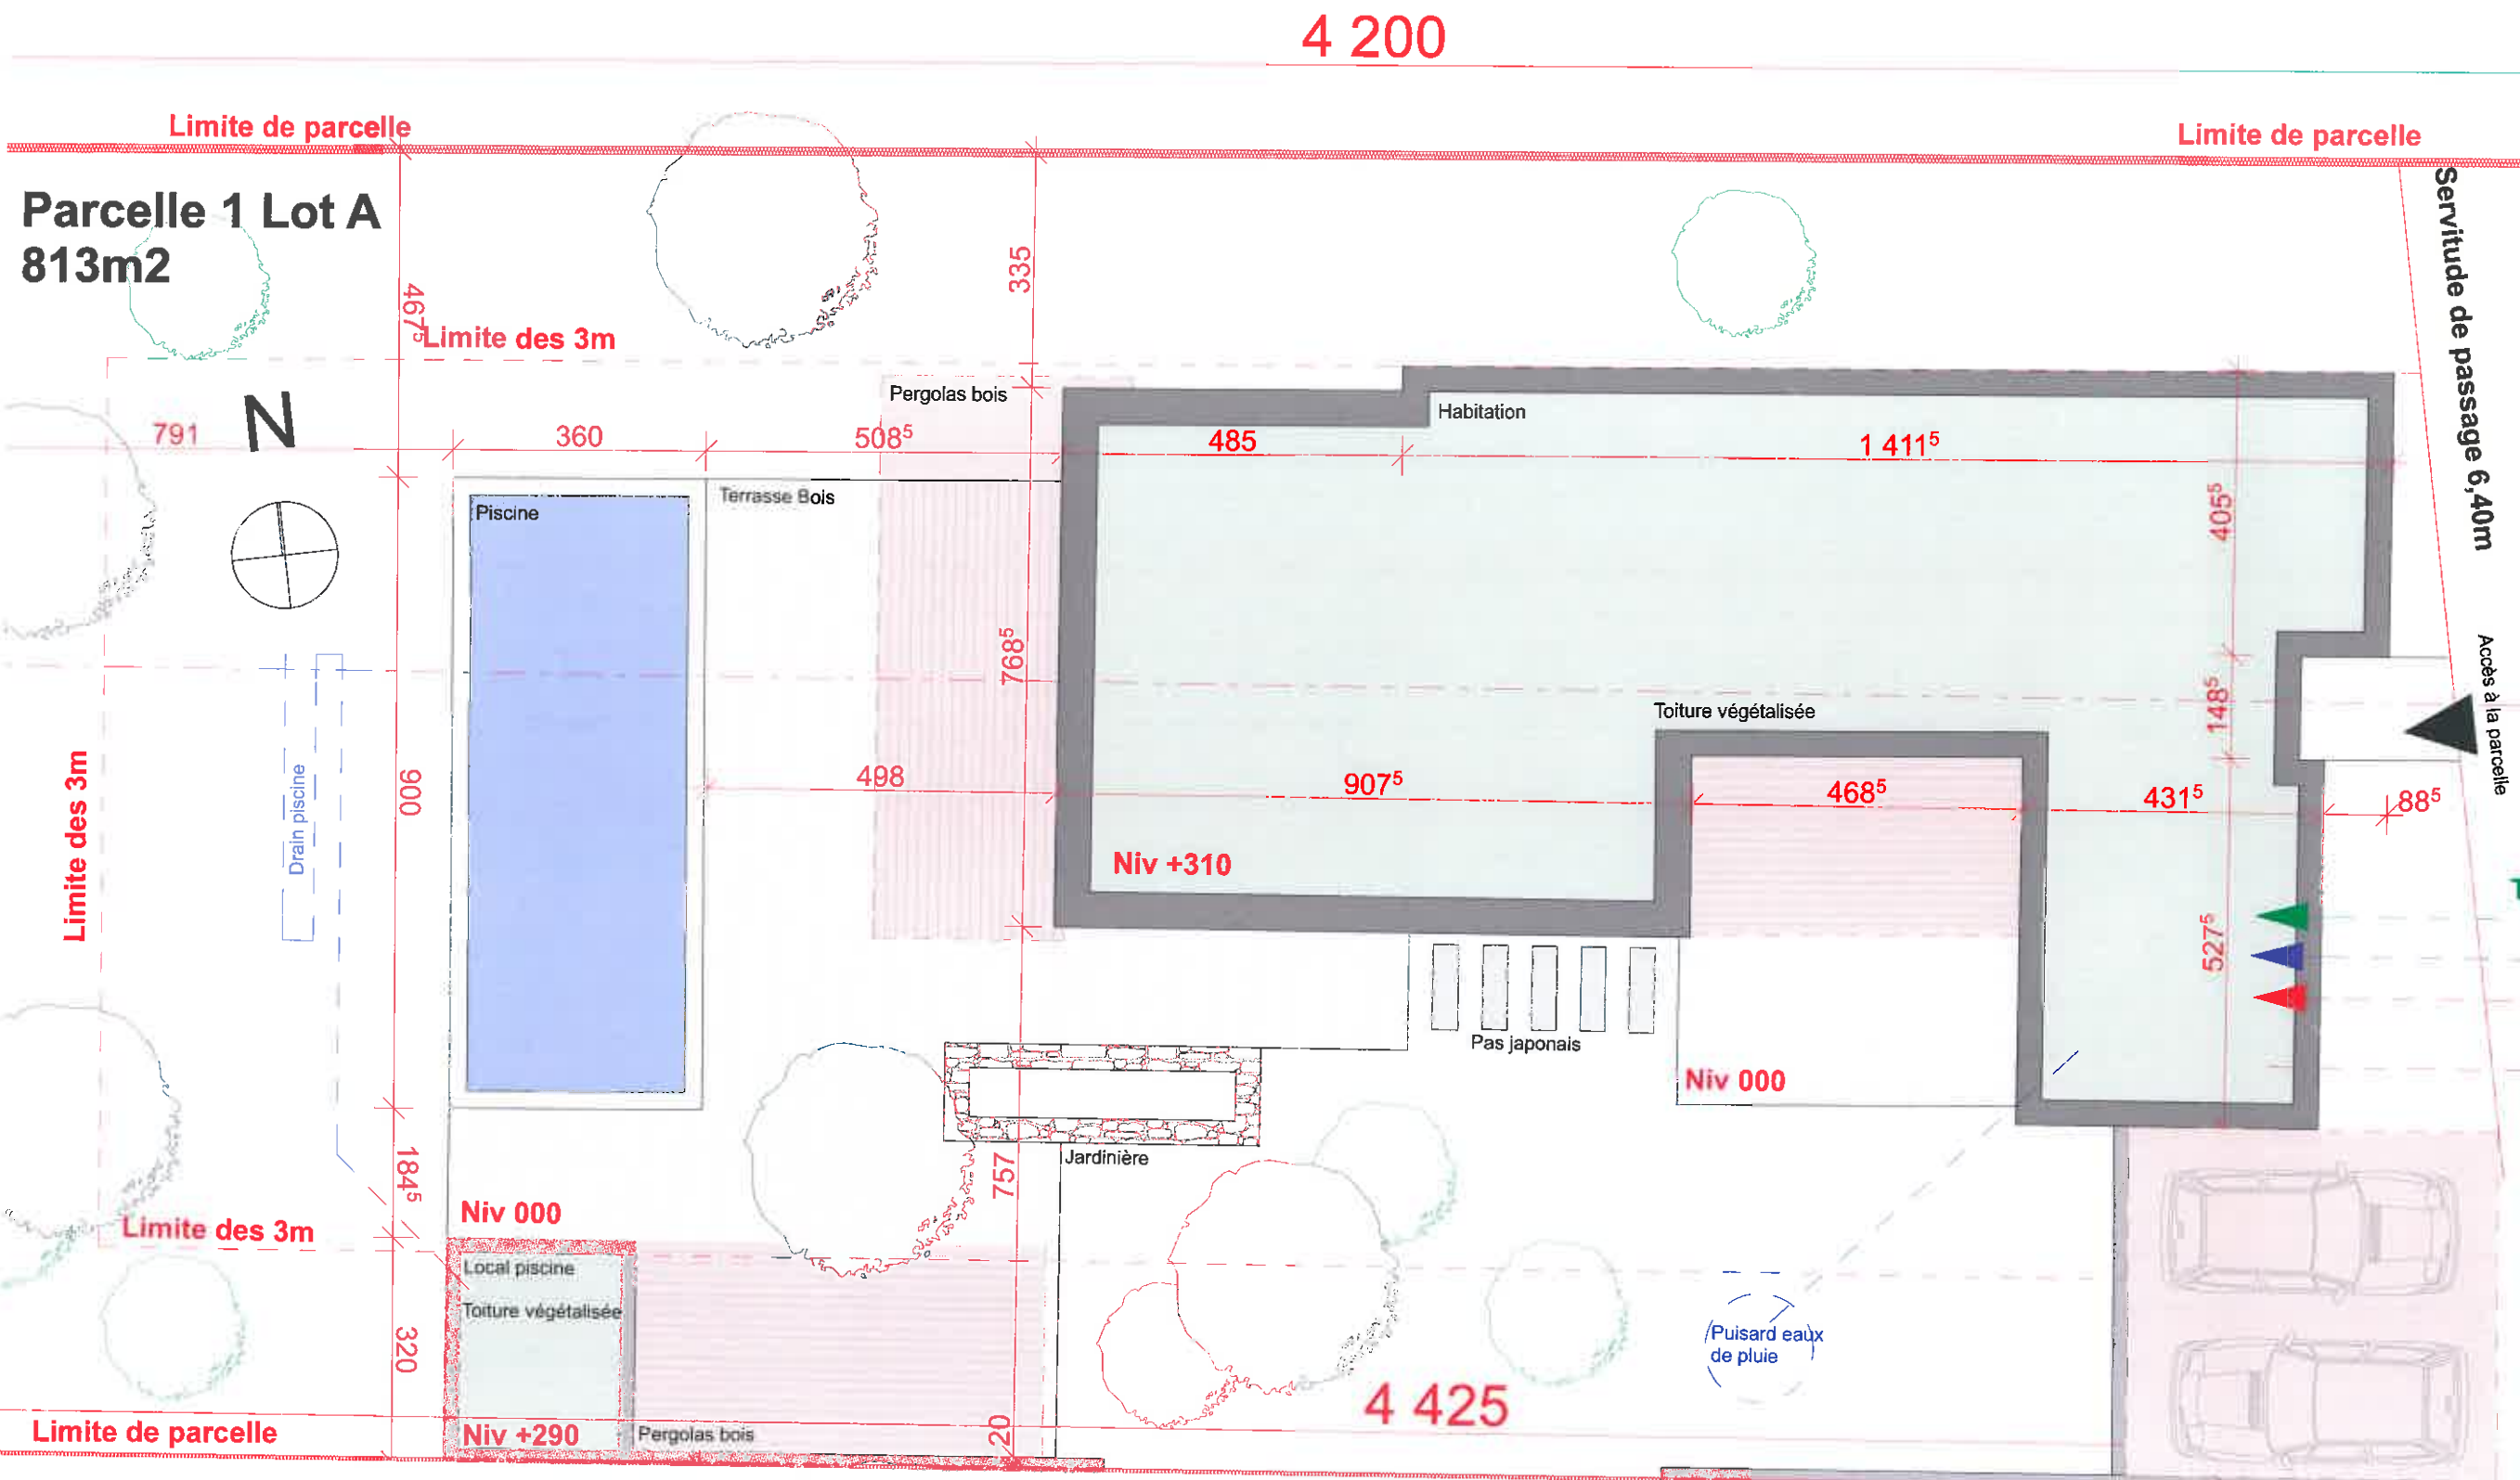 4 200
Limite de parcelle
Limite de parcelle
Parcelle 1 Lot A
813m2
Servitude de passage 6,40m
335
467⁵
Limite des 3m
Pergolas bois
Habitation
N
791
360
508⁵
485
1 411⁵
Terrasse Bois
Piscine
405⁵
768⁵
Accès à la parcelle
148⁵
Toiture végétalisée
Limite des 3m
Drain piscine
900
498
907⁵
468⁵
431⁵
88⁵
Niv +310
527⁵
Pas japonais
Niv 000
184⁵
757
Jardinière
Niv 000
Limite des 3m
Local piscine
Toiture végétalisée
320
Puisard eaux
de pluie
4 425
Limite de parcelle
Niv +290
Pergolas bois
20